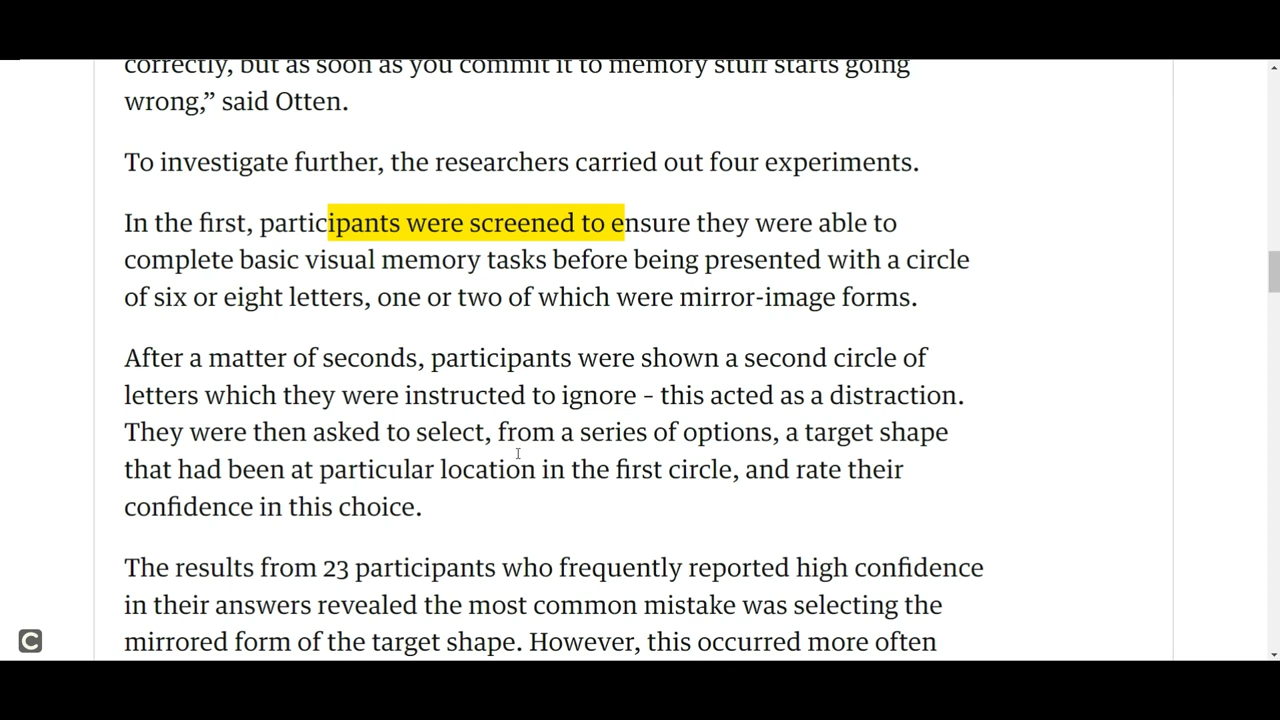 correctly, but as soon as you commit it to memory stuff starts going
wrong,” said Otten.
To investigate further, the researchers carried out four experiments.
In the first, participants were screened to ensure they were able to
complete basic visual memory tasks before being presented with a circle
of six or eight letters, one or two of which were mirror-image forms.
After a matter of seconds, participants were shown a second circle of
letters which they were instructed to ignore – this acted as a distraction.
They were then asked to select, from a series of options, a target shape
that had been at particular location in the first circle, and rate their
confidence in this choice.
The results from 23 participants who frequently reported high confidence
in their answers revealed the most common mistake was selecting the
mirrored form of the target shape. However, this occurred more often
C